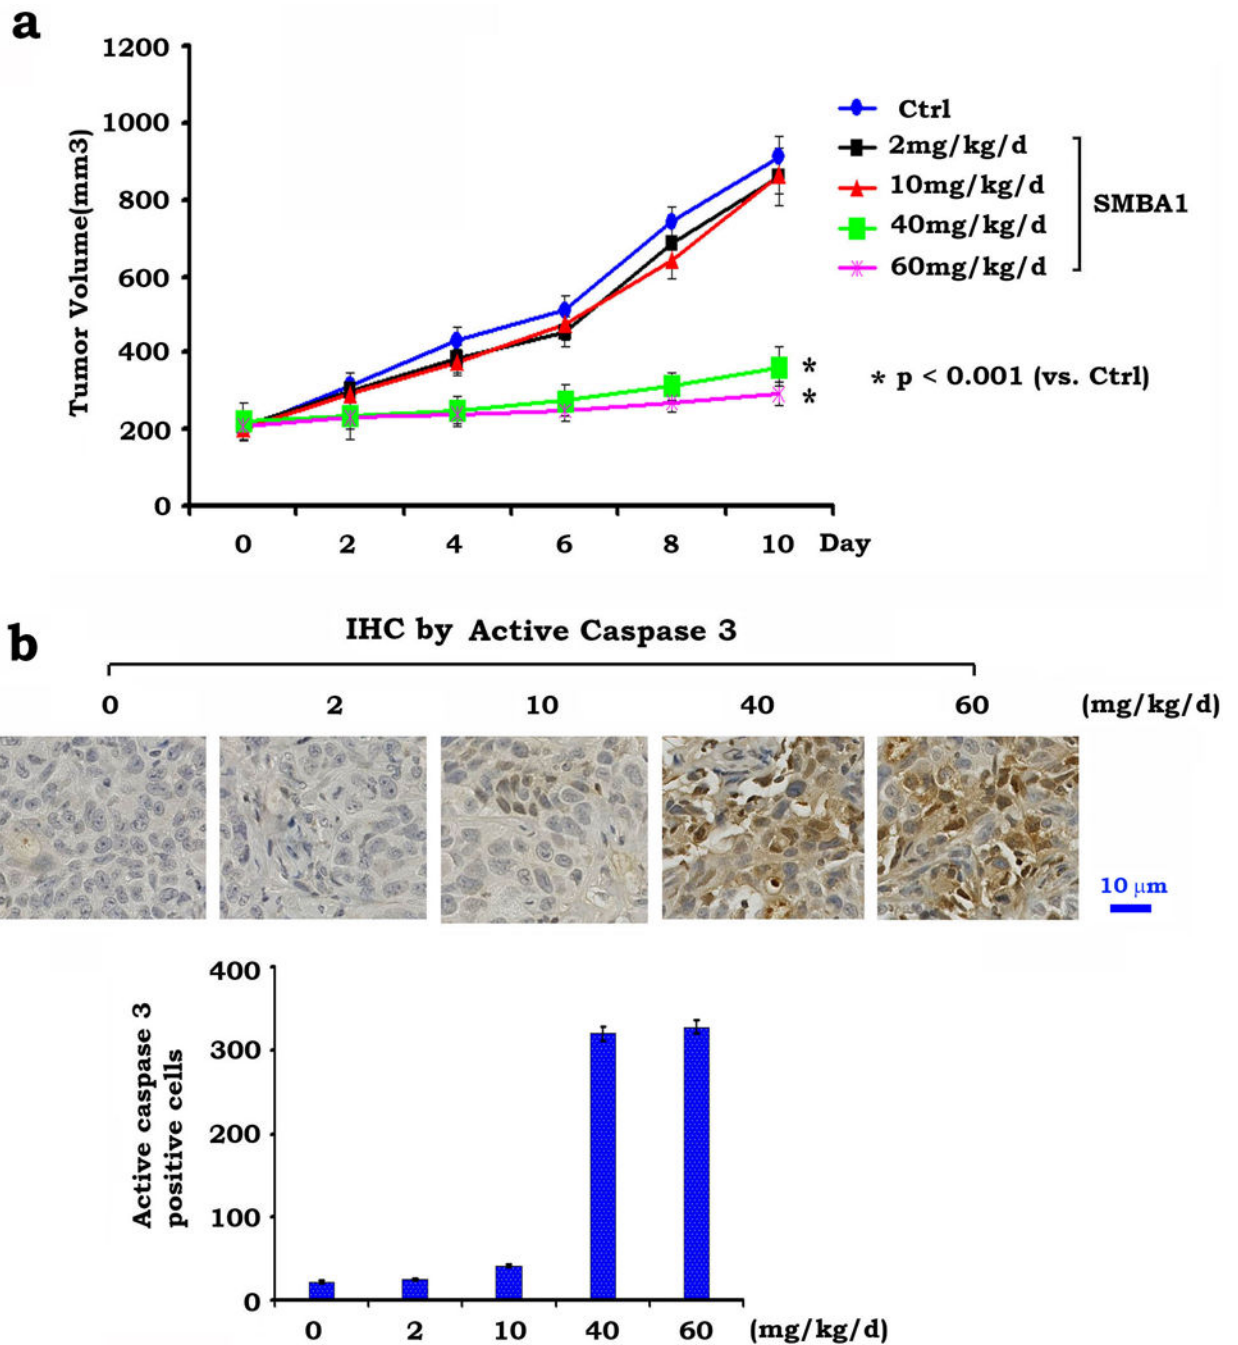 a
1200
1000
800
600
400
200
0
Tumor Volume(mm3)
0 2 4 6 8 10 Day
Ctrl
2mg/kg/d
10mg/kg/d
40mg/kg/d
60mg/kg/d
SMBA1
*
*
* p < 0.001 (vs. Ctrl)
b
IHC by Active Caspase 3
0 2 10 40 60 (mg/kg/d)
10 μm
Active caspase 3
positive cells
400
300
200
100
0
0 2 10 40 60 (mg/kg/d)